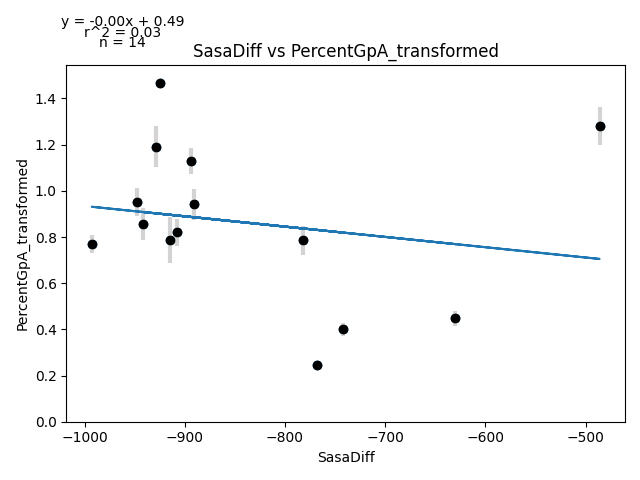 y = -0.00x + 0.49
r^2 = 0.03
n = 14
SasaDiff vs PercentGpA_transformed
PercentGpA_transformed
1.4
1.2
1.0
0.8
0.6
0.4
0.2
0.0
−1000 −900 −800 −700 −600 −500
SasaDiff